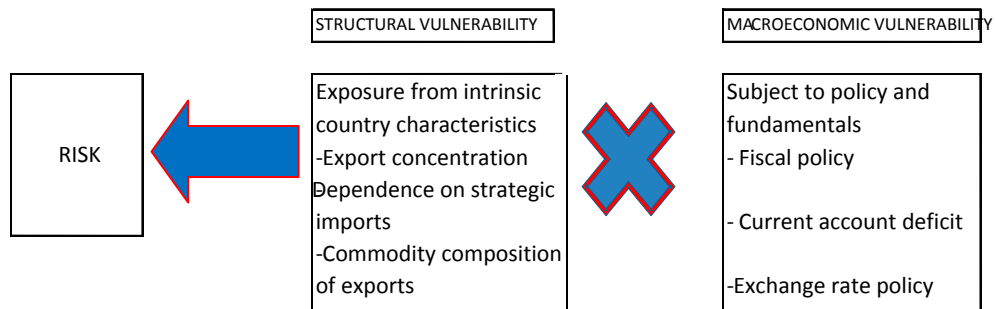 STRUCTURAL VULNERABILITY
MACROECONOMIC VULNERABILITY
RISK
Exposure from intrinsic
country characteristics
-Export concentration
-Dependence on strategic
imports
-Commodity composition
of exports
Subject to policy and
fundamentals
- Fiscal policy
- Current account deficit
-Exchange rate policy